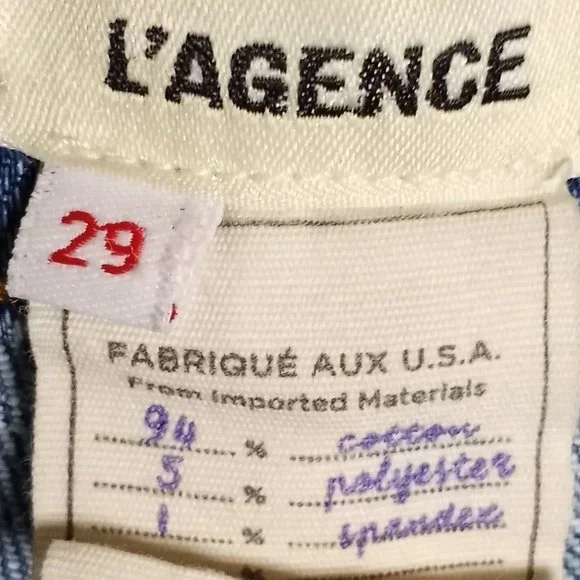 L'AGENCE
29
FABRIQUÉ AUX U.S.A.
From Imported Materials
94 % cotton
5 % polyester
1 % spandex
%